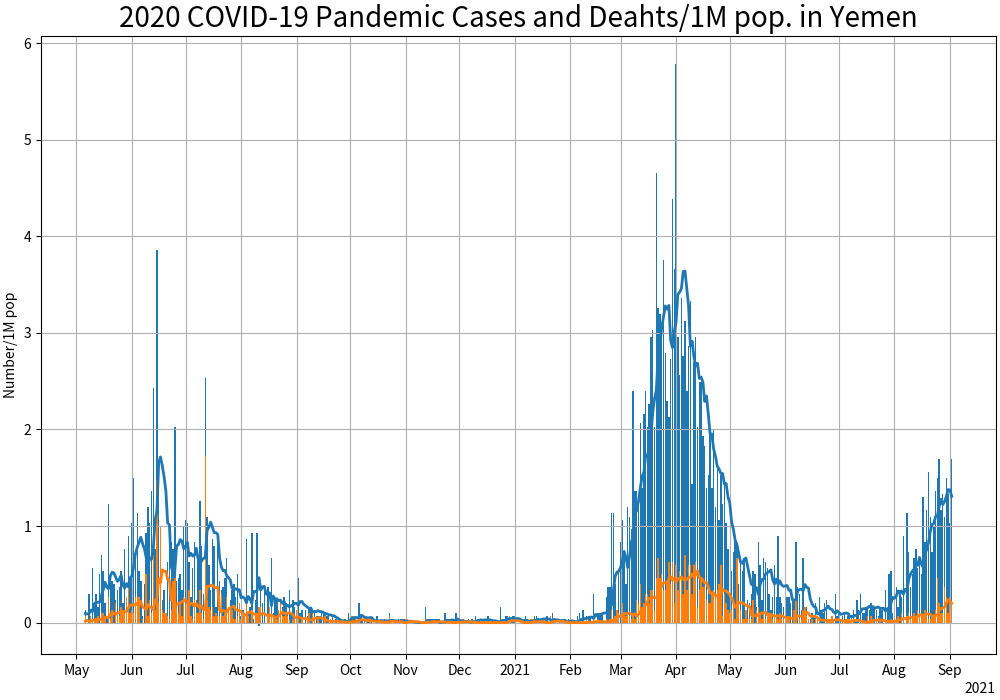 2020 COVID-19 Pandemic Cases and Deahts/1M pop. in Yemen
Number/1M pop
6
5
4
3
2
1
0
May Jun Jul Aug Sep Oct Nov Dec 2021 Feb Mar Apr May Jun Jul Aug Sep
2021